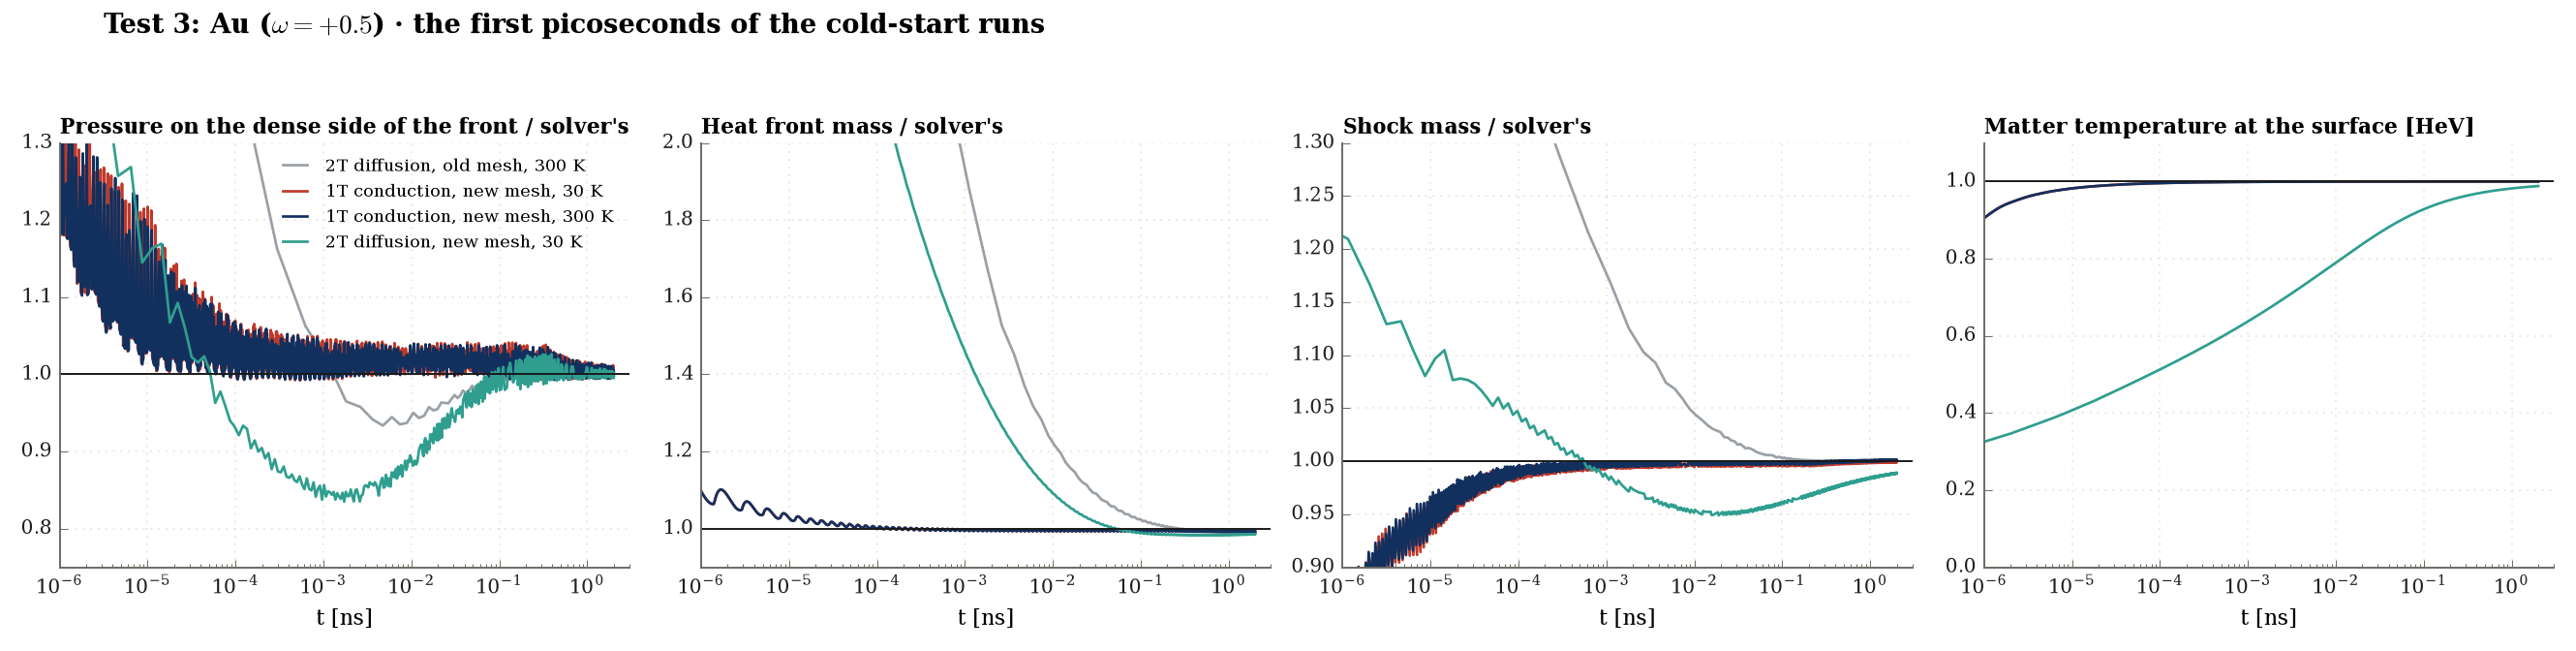 Test 3: Au (ω = +0.5) · the first picoseconds of the cold-start runs
Pressure on the dense side of the front / solver's
1.3
1.2
1.1
1.0
0.9
0.8
2T diffusion, old mesh, 300 K
1T conduction, new mesh, 30 K
1T conduction, new mesh, 300 K
2T diffusion, new mesh, 30 K
10⁻⁶ 10⁻⁵ 10⁻⁴ 10⁻³ 10⁻² 10⁻¹ 10⁰
t [ns]
Heat front mass / solver's
2.0
1.8
1.6
1.4
1.2
1.0
10⁻⁶ 10⁻⁵ 10⁻⁴ 10⁻³ 10⁻² 10⁻¹ 10⁰
t [ns]
Shock mass / solver's
1.30
1.25
1.20
1.15
1.10
1.05
1.00
0.95
0.90
10⁻⁶ 10⁻⁵ 10⁻⁴ 10⁻³ 10⁻² 10⁻¹ 10⁰
t [ns]
Matter temperature at the surface [HeV]
1.0
0.8
0.6
0.4
0.2
0.0
10⁻⁶ 10⁻⁵ 10⁻⁴ 10⁻³ 10⁻² 10⁻¹ 10⁰
t [ns]